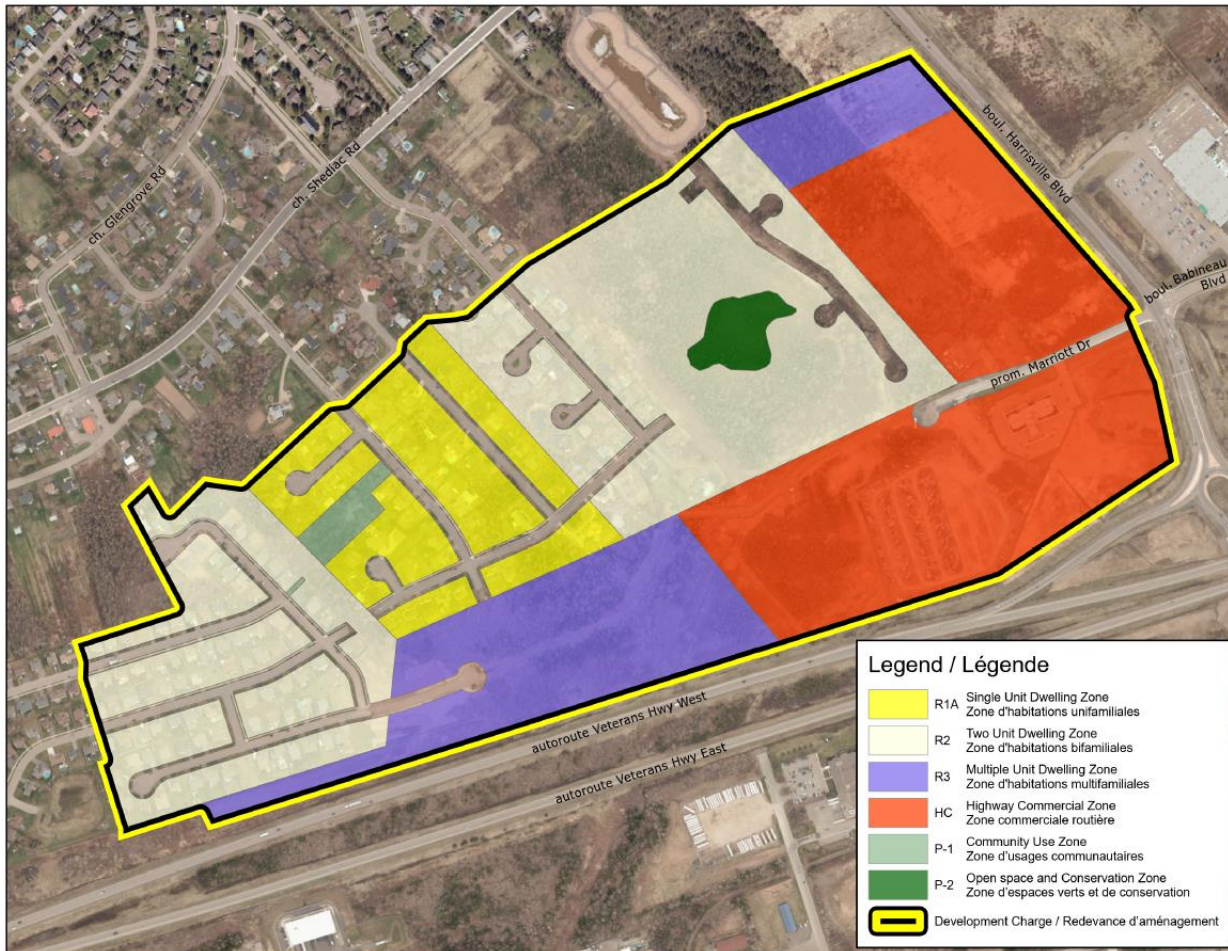 ch. Glengrove Rd
ch. Shediac Rd
boul. Harrisville Blvd
boul. Babineau
Blvd
prom. Marriott Dr
autoroute Veterans Hwy West
autoroute Veterans Hwy East
Legend / Légende
R1A Single Unit Dwelling Zone
Zone d'habitations unifamiliales
R2 Two Unit Dwelling Zone
Zone d'habitations bifamiliales
R3 Multiple Unit Dwelling Zone
Zone d'habitations multifamiliales
HC Highway Commercial Zone
Zone commerciale routière
P-1 Community Use Zone
Zone d'usages communautaires
P-2 Open space and Conservation Zone
Zone d'espaces verts et de conservation
Development Charge / Redevance d'aménagement